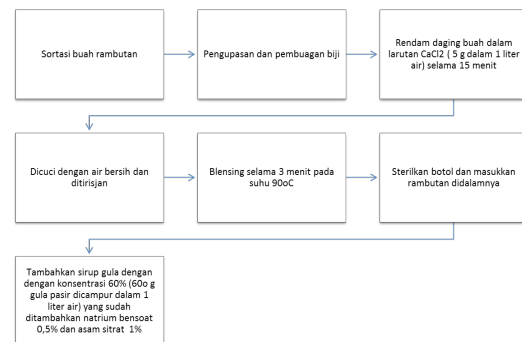 Sortasi buah rambutan
Pengupasan dan pembuagan biji
Rendam daging buah dalam
larutan CaCl2 ( 5 g dalam 1 liter
air) selama 15 menit
Dicuci dengan air bersih dan
ditirisjan
Blensing selama 3 menit pada
suhu 90oC
Sterilkan botol dan masukkan
rambutan didalamnya
Tambahkan sirup gula dengan
dengan konsentrasi 60% (60o g
gula pasir dicampur dalam 1
liter air) yang sudah
ditambahkan natrium bensoat
0,5% dan asam sitrat 1%